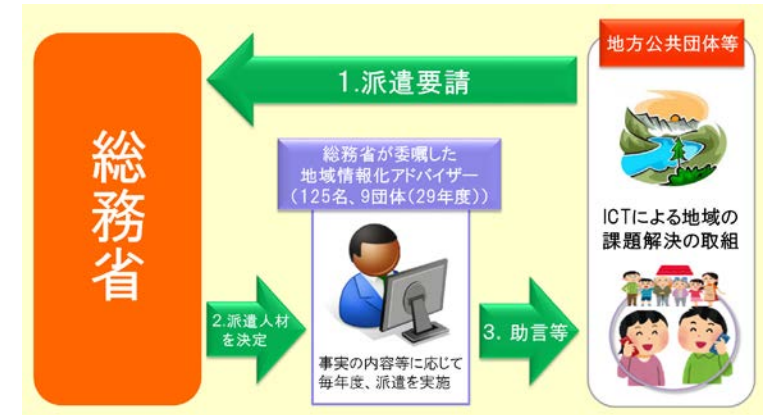 総務省
1.派遣要請
地方公共団体等
総務省が委嘱した
地域情報化アドバイザー
(125名、9団体(29年度))
ICTによる地域の
課題解決の取組
2.派遣人材
を決定
3. 助言等
事実の内容等に応じて
毎年度、派遣を実施